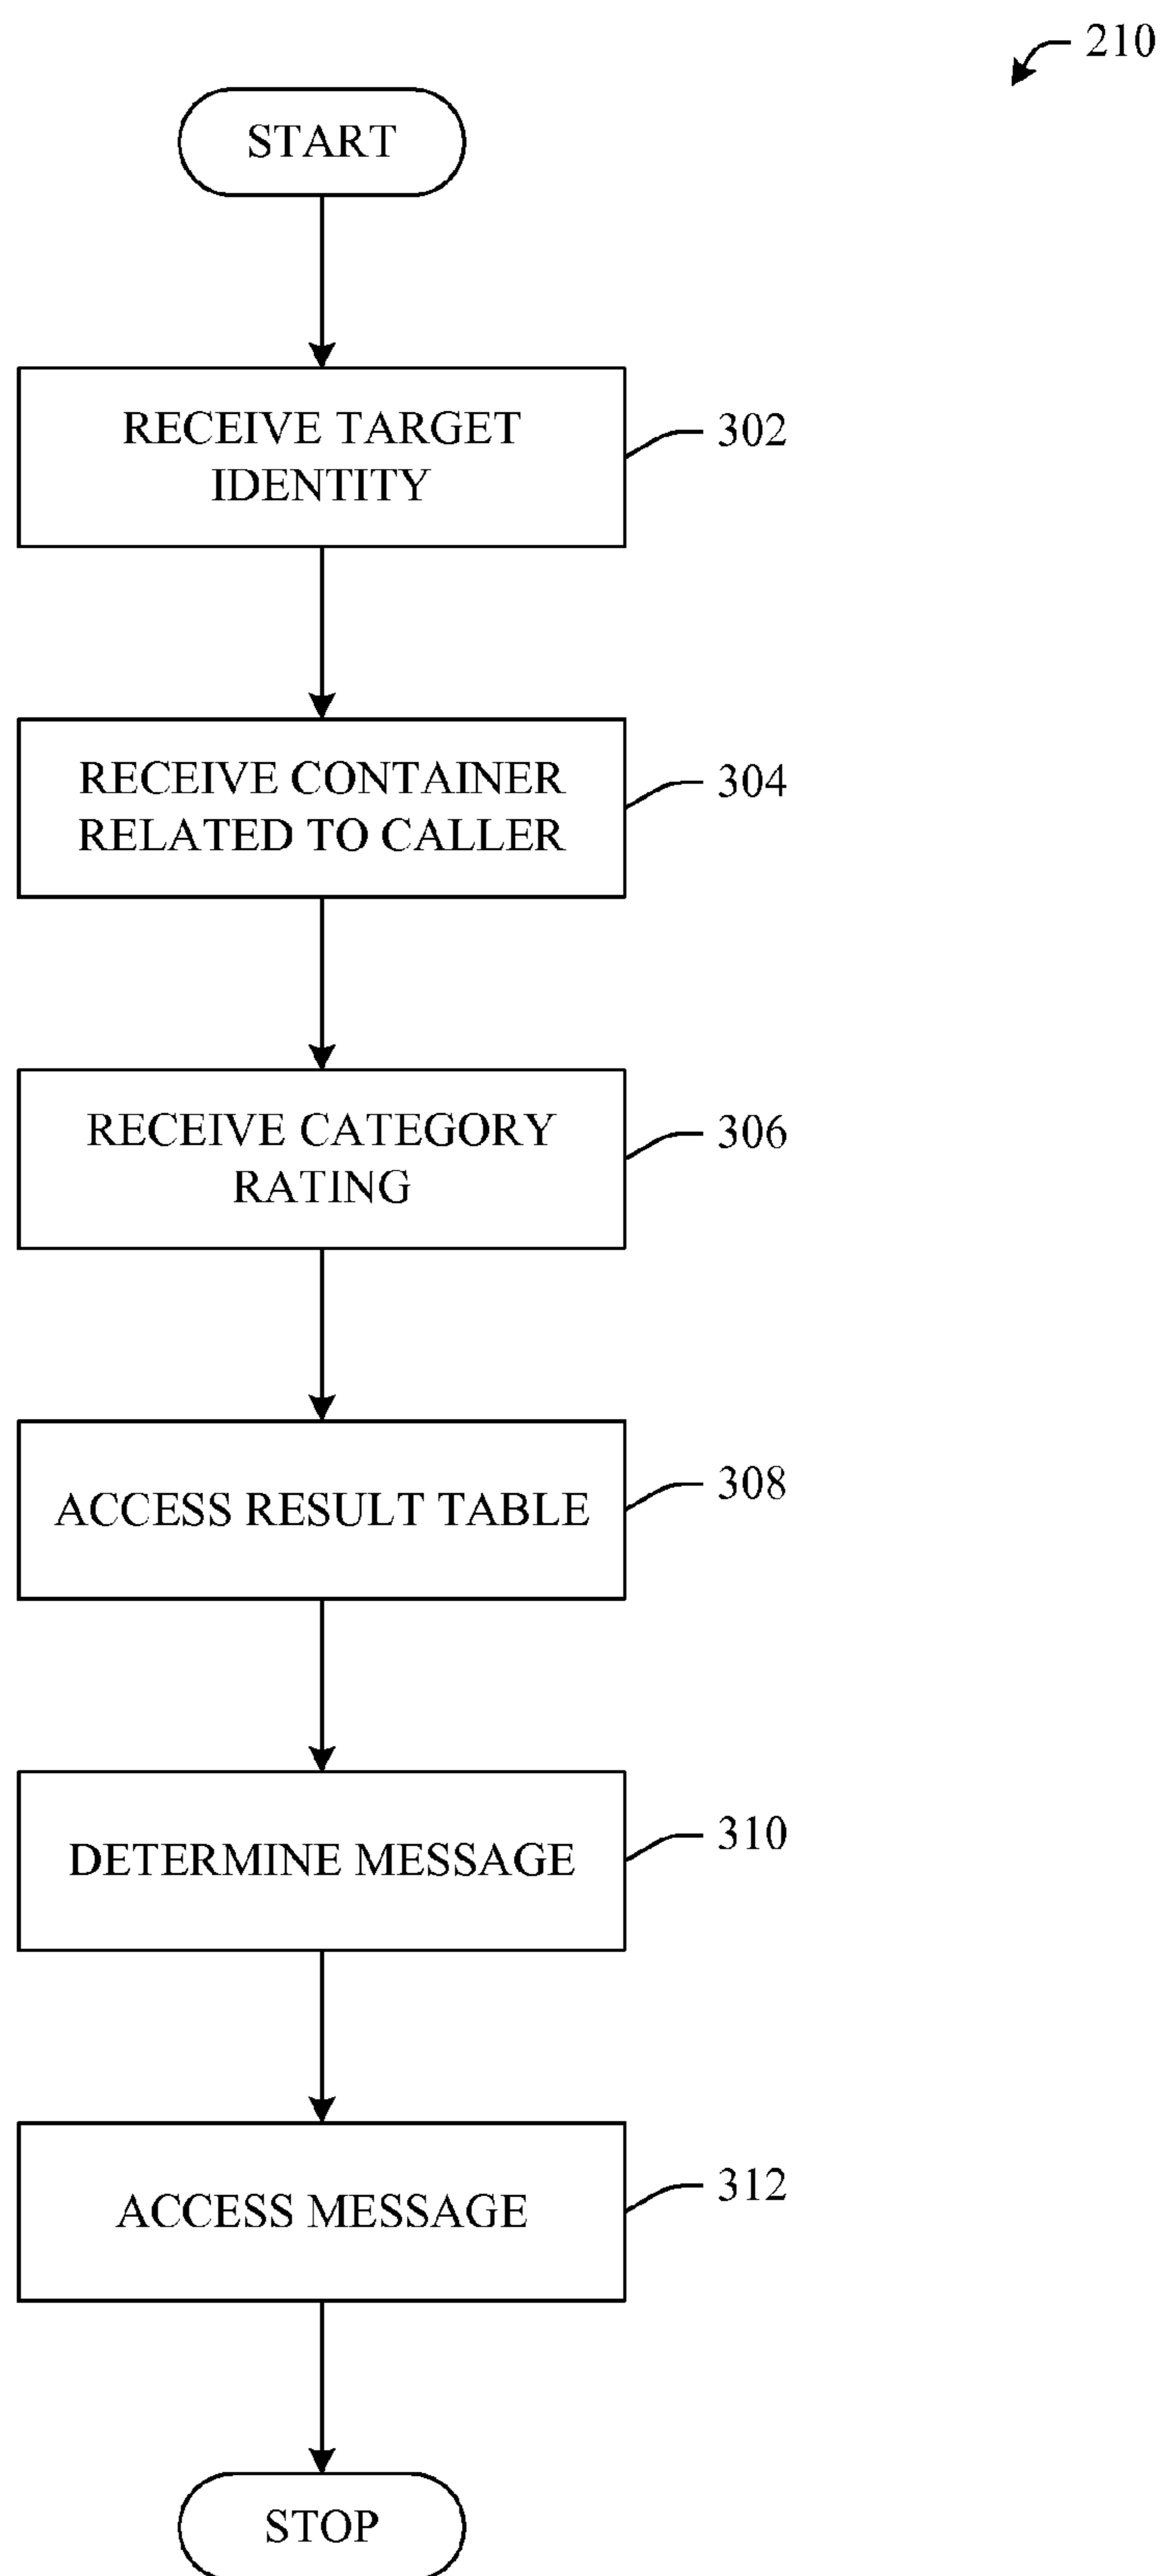 210
START
RECEIVE TARGET
IDENTITY
302
RECEIVE CONTAINER
RELATED TO CALLER
304
RECEIVE CATEGORY
RATING
306
ACCESS RESULT TABLE
308
DETERMINE MESSAGE
310
ACCESS MESSAGE
312
STOP